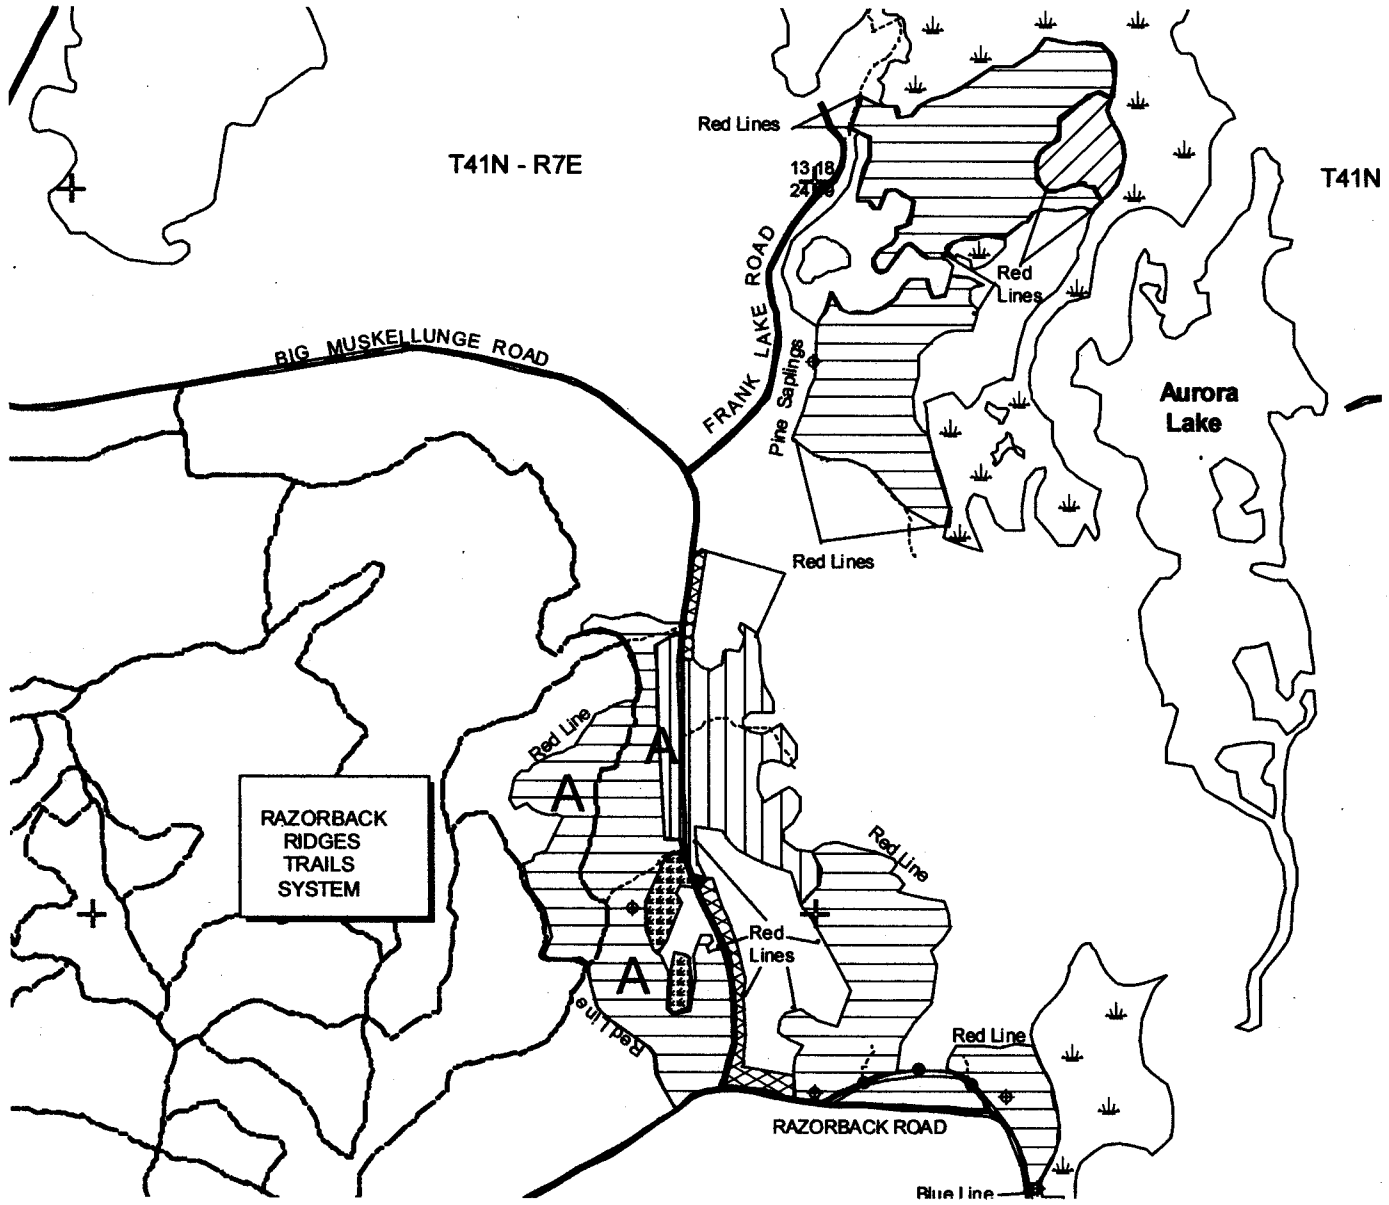 Red Lines
T41N - R7E
13 18
24
T41N
FRANK LAKE ROAD
Red
Lines
BIG MUSKELLUNGE ROAD
Pine Saplings
Aurora
Lake
Red Lines
Red Line
A
A
RAZORBACK
RIDGES
TRAILS
SYSTEM
Red Line
Red
Lines
A
Red Line
Red Line
RAZORBACK ROAD
Blue Line